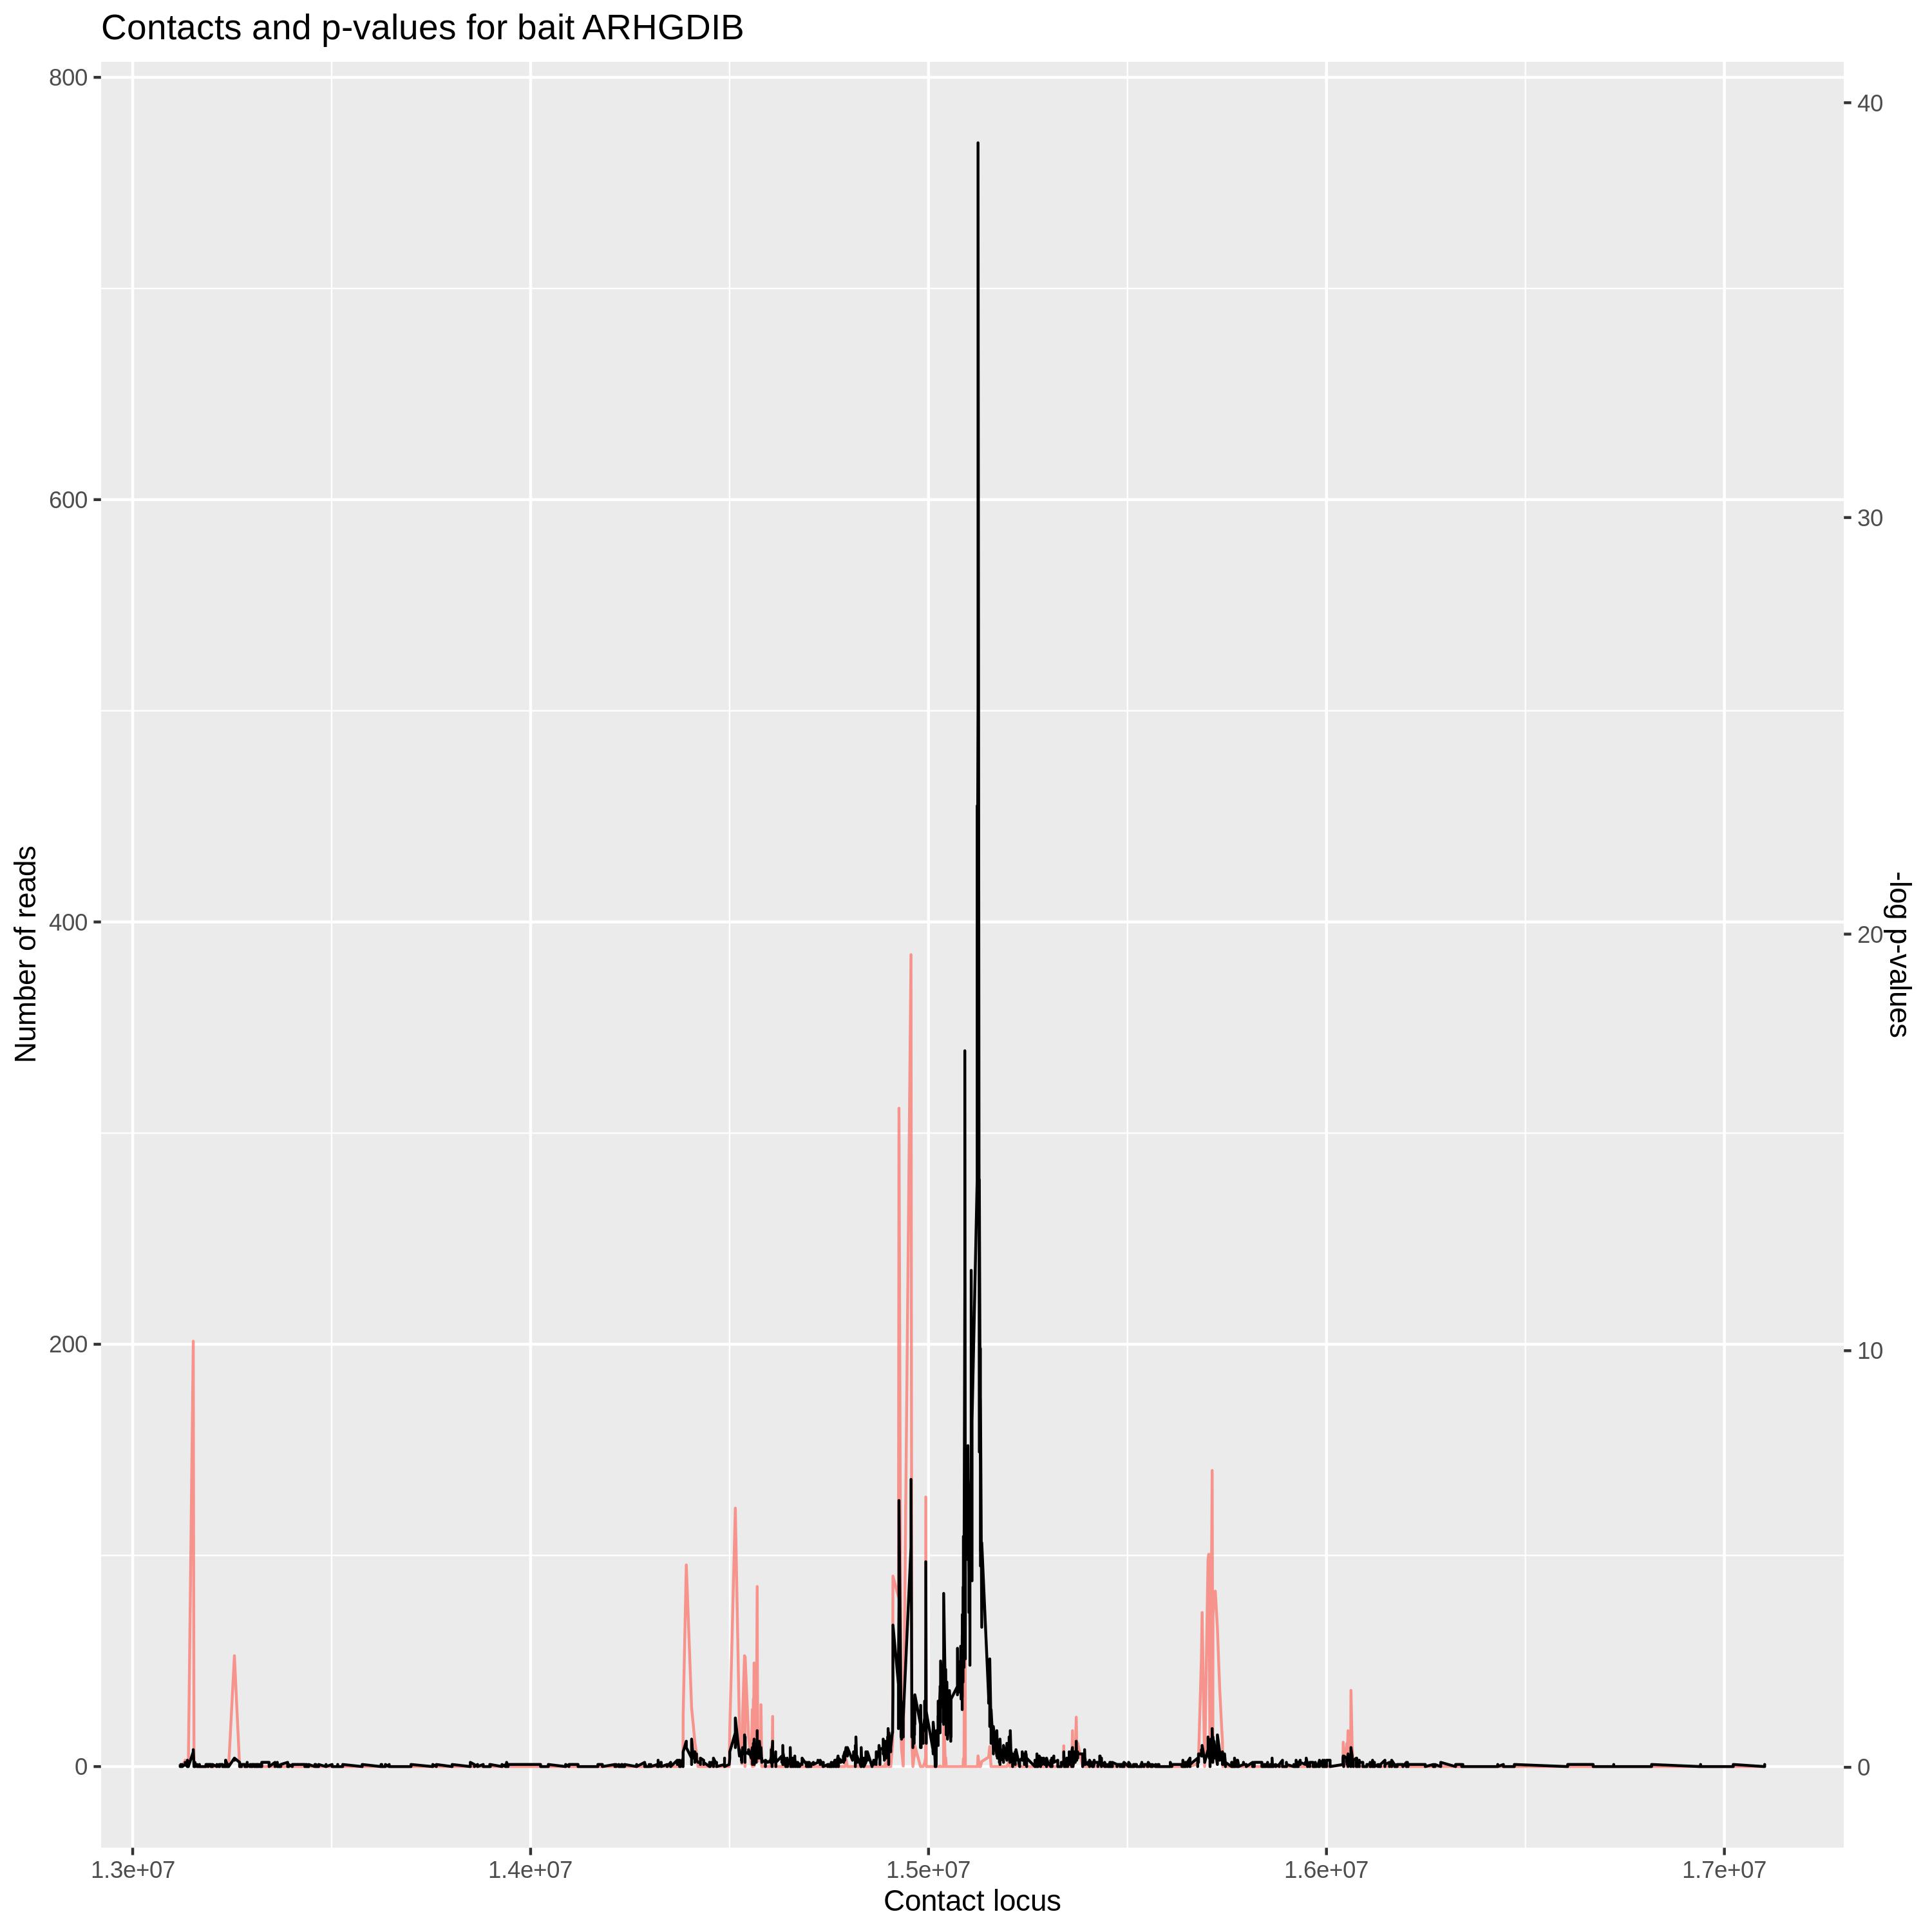 Contacts and p-values for bait ARHGDIB
800
600
400
200
0
Number of reads
40
30
20
10
0
-log p-values
1.3e+07 1.4e+07 1.5e+07 1.6e+07 1.7e+07
Contact locus